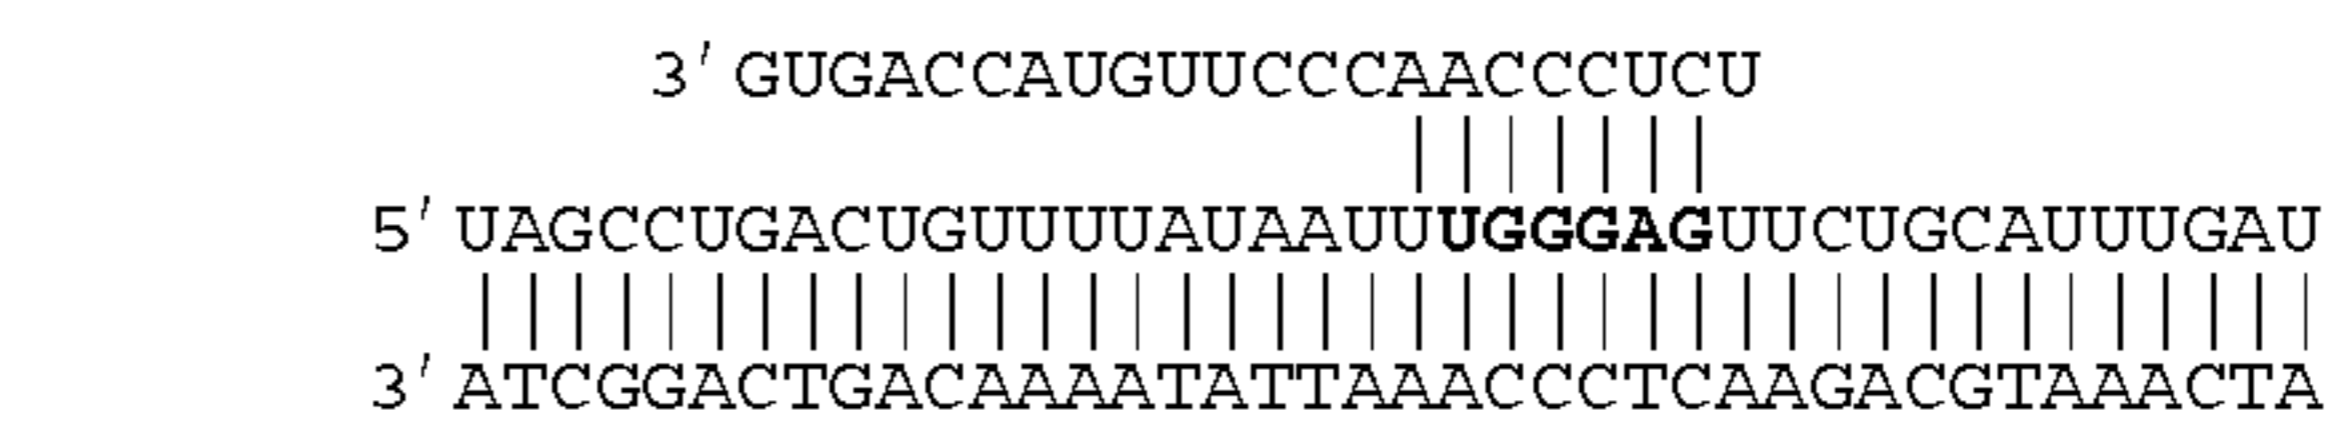 3′ GUGACCAUGUUCCCAACCCUCU
5′ UAGCCUGACUGUUUUAUAAUUUGGGAGUUCUGCAUUUGAU
3′ ATCGGACTGACAAAATATTAAACCCTCAAGACGTAAACTA